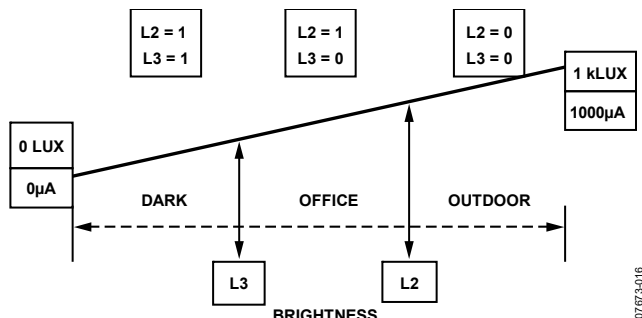 L2 = 1
L3 = 1
L2 = 1
L3 = 0
L2 = 0
L3 = 0
1 kLUX
1000µA
0 LUX
0µA
DARK
OFFICE
OUTDOOR
L3
L2
BRIGHTNESS
07673-016